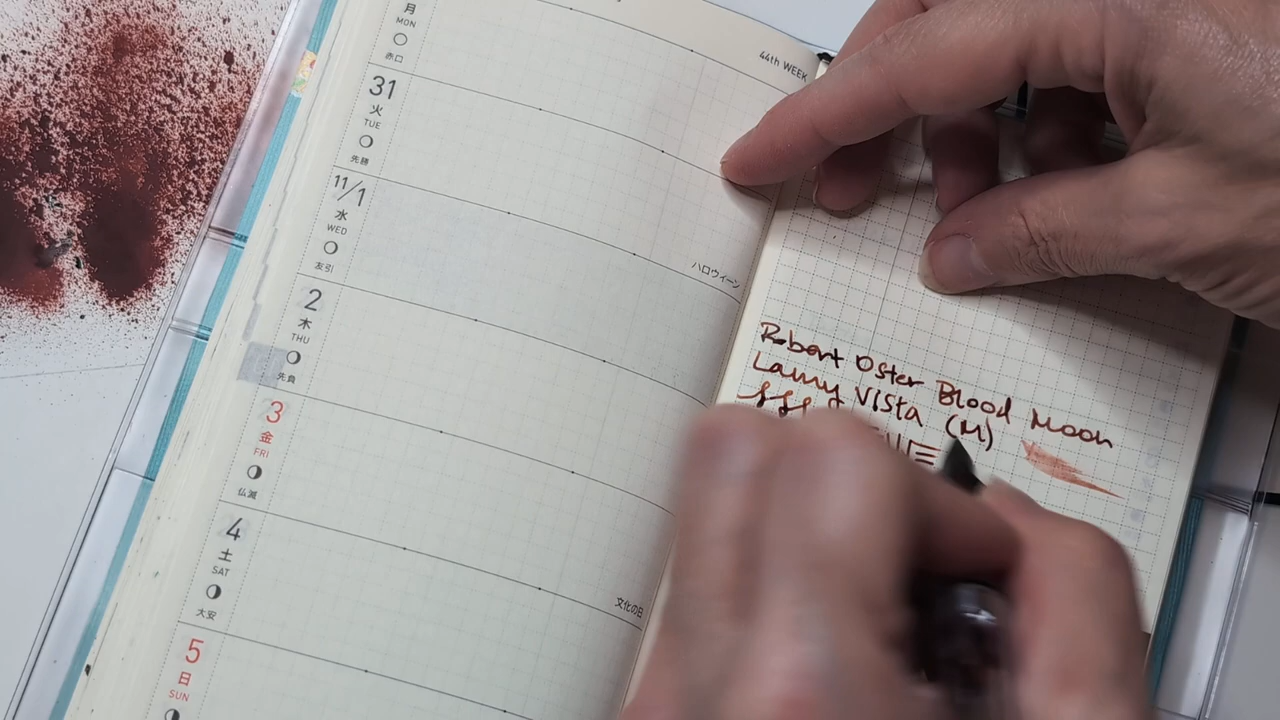 44th WEEK
月
MON
赤口
31
火
TUE
先勝
ハロウィーン
11/1
水
WED
友引
2
木
THU
先負
3
金
FRI
仏滅
文化の日
4
土
SAT
大安
5
日
SUN
Robert Oster Blood Moon
Lamy Vista (M)